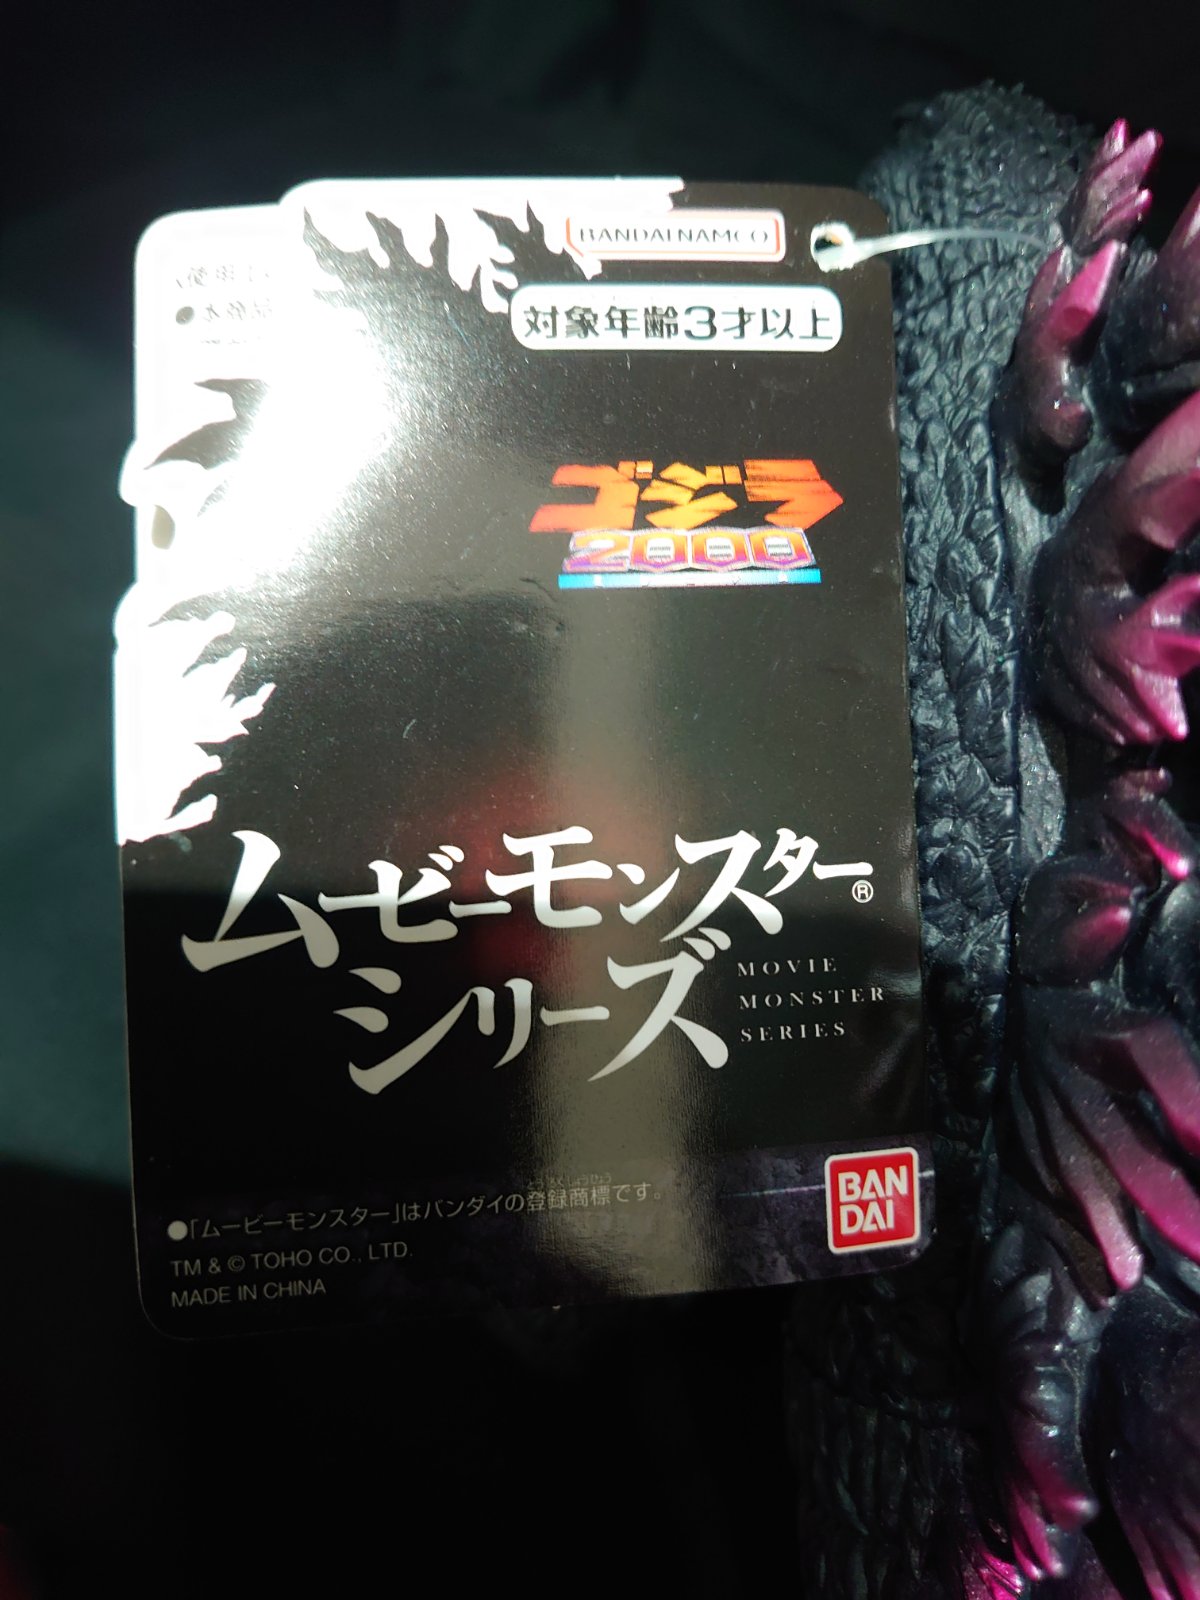 BANDAI NAMCO
対象年齢3才以上
ゴジラ
2000
ムービーモンスター®
シリーズ
MOVIE
MONSTER
SERIES
●「ムービーモンスター」はバンダイの登録商標です。
TM & © TOHO CO., LTD.
MADE IN CHINA
BAN
DAI